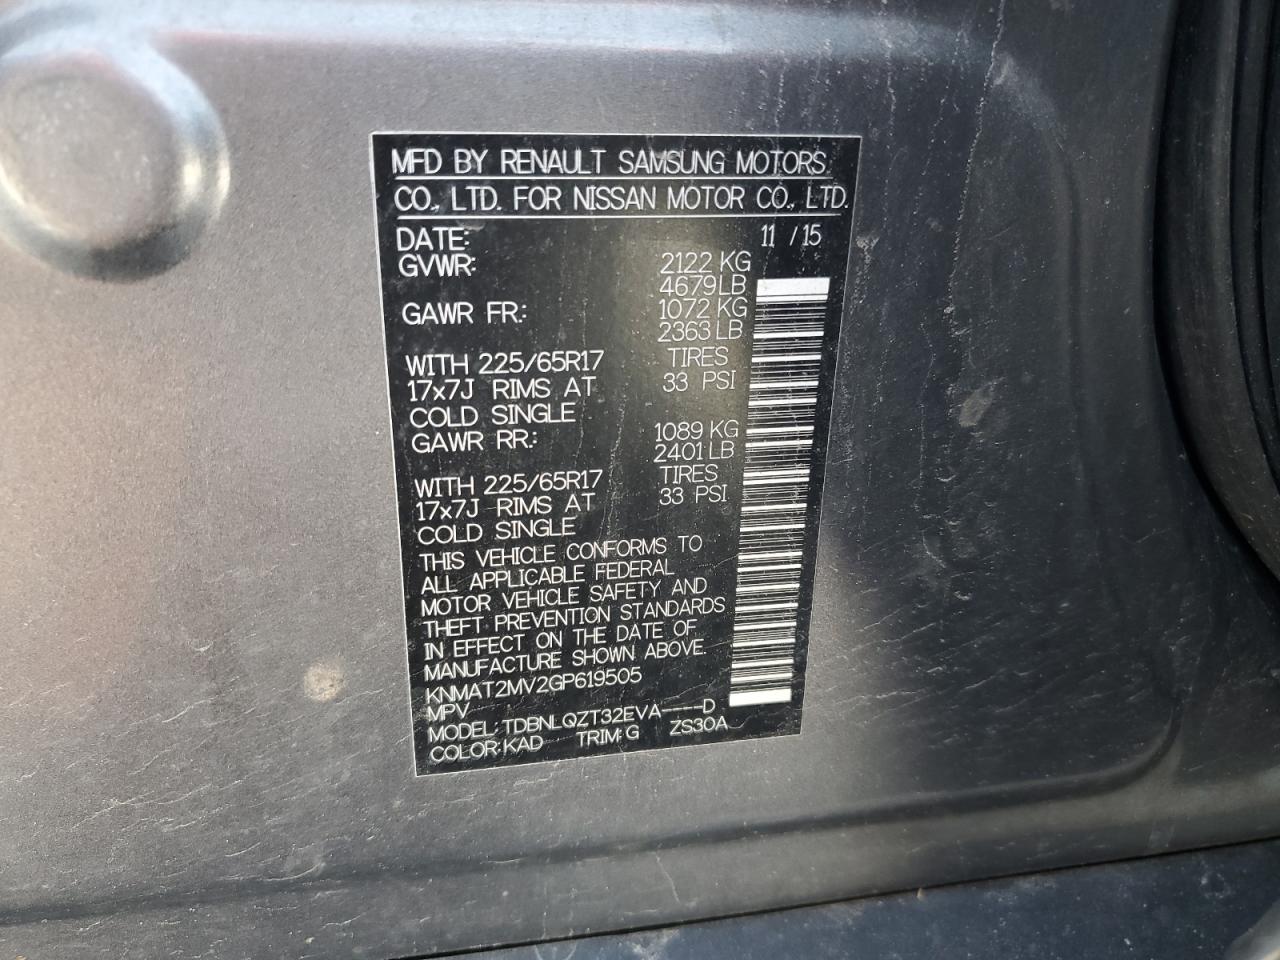 MFD BY RENAULT SAMSUNG MOTORS
CO., LTD. FOR NISSAN MOTOR CO., LTD.
DATE: 11 / 15
GVWR: 2122 KG
4679 LB
GAWR FR.: 1072 KG
2363 LB
WITH 225/65R17 TIRES
17x7J RIMS AT 33 PSI
COLD SINGLE
GAWR RR.: 1089 KG
2401 LB
WITH 225/65R17 TIRES
17x7J RIMS AT 33 PSI
COLD SINGLE
THIS VEHICLE CONFORMS TO
ALL APPLICABLE FEDERAL
MOTOR VEHICLE SAFETY AND
THEFT PREVENTION STANDARDS
IN EFFECT ON THE DATE OF
MANUFACTURE SHOWN ABOVE.
KNMAT2MV2GP619505
MPV
MODEL: TDBNLQZT32EVA----D
COLOR:KAD TRIM:G ZS30A